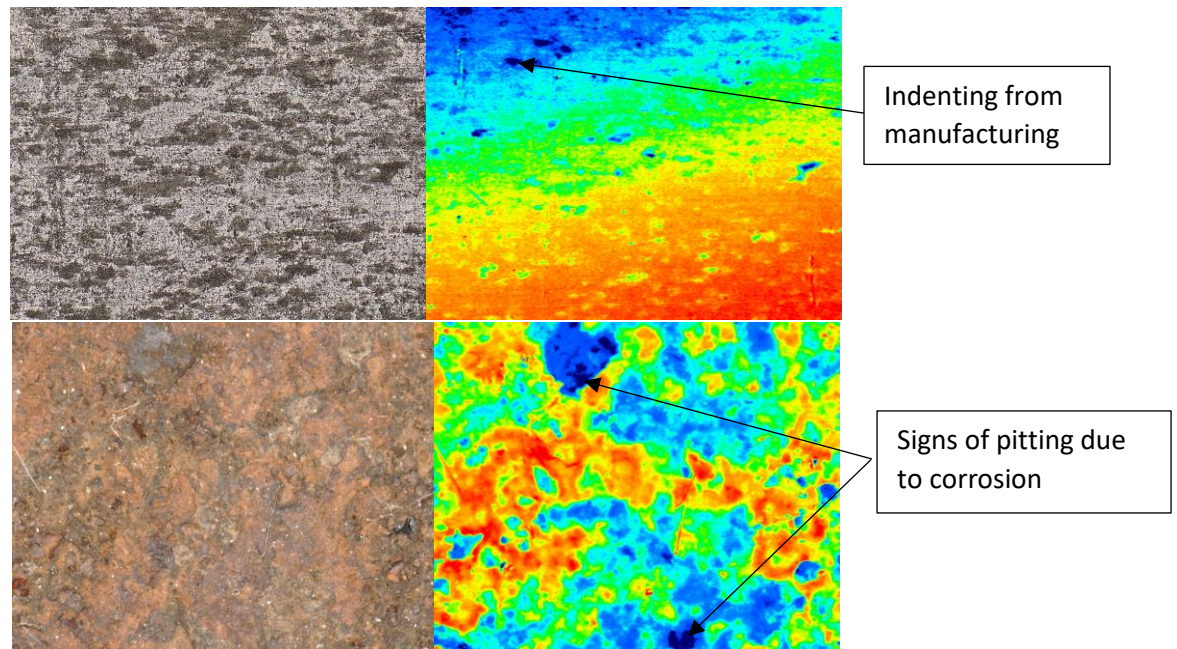 Indenting from
manufacturing
Signs of pitting due
to corrosion